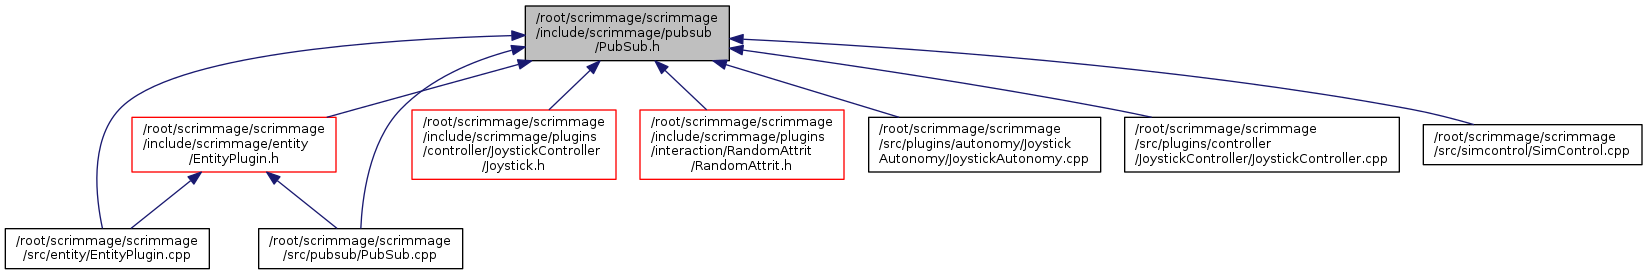 /root/scrimmage/scrimmage
/include/scrimmage/pubsub
/PubSub.h
/root/scrimmage/scrimmage
/include/scrimmage/entity
/EntityPlugin.h
/root/scrimmage/scrimmage
/include/scrimmage/plugins
/controller/JoystickController
/Joystick.h
/root/scrimmage/scrimmage
/include/scrimmage/plugins
/interaction/RandomAttrit
/RandomAttrit.h
/root/scrimmage/scrimmage
/src/plugins/autonomy/Joystick
Autonomy/JoystickAutonomy.cpp
/root/scrimmage/scrimmage
/src/plugins/controller
/JoystickController/JoystickController.cpp
/root/scrimmage/scrimmage
/src/simcontrol/SimControl.cpp
/root/scrimmage/scrimmage
/src/entity/EntityPlugin.cpp
/root/scrimmage/scrimmage
/src/pubsub/PubSub.cpp